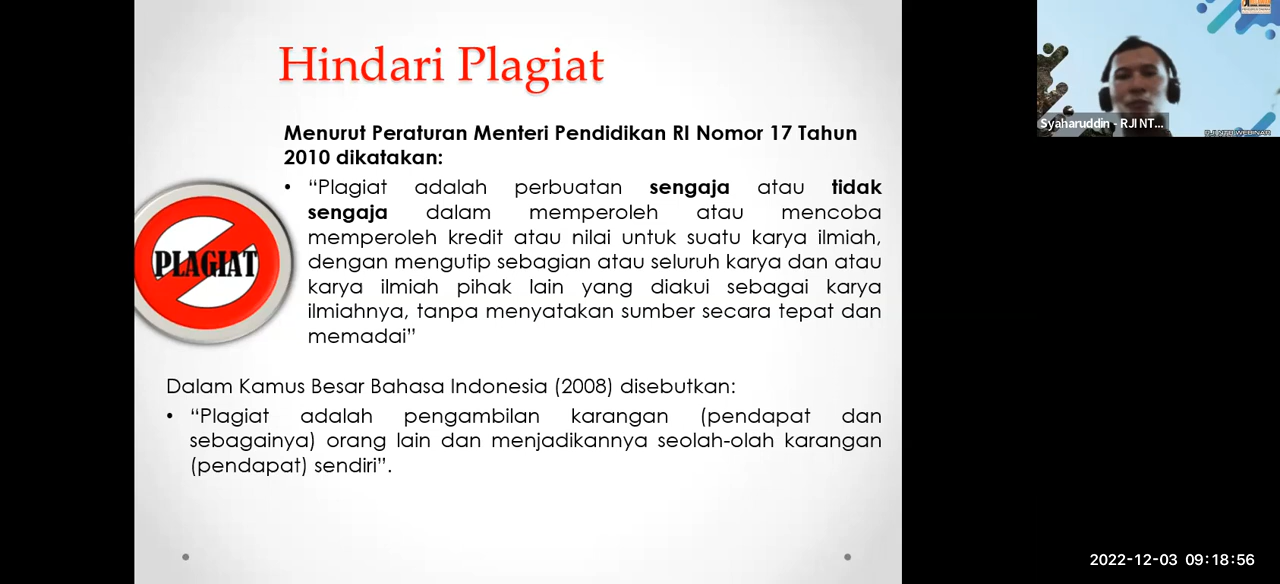 Hindari Plagiat
Menurut Peraturan Menteri Pendidikan RI Nomor 17 Tahun
2010 dikatakan:
• “Plagiat adalah perbuatan sengaja atau tidak
sengaja dalam memperoleh atau mencoba
memperoleh kredit atau nilai untuk suatu karya ilmiah,
dengan mengutip sebagian atau seluruh karya dan atau
karya ilmiah pihak lain yang diakui sebagai karya
ilmiahnya, tanpa menyatakan sumber secara tepat dan
memadai”
PLAGIAT
Dalam Kamus Besar Bahasa Indonesia (2008) disebutkan:
• “Plagiat adalah pengambilan karangan (pendapat dan
sebagainya) orang lain dan menjadikannya seolah-olah karangan
(pendapat) sendiri”.
Syaharuddin - RJI NT...
RJI NTB WEBINAR
2022-12-03 09:18:56